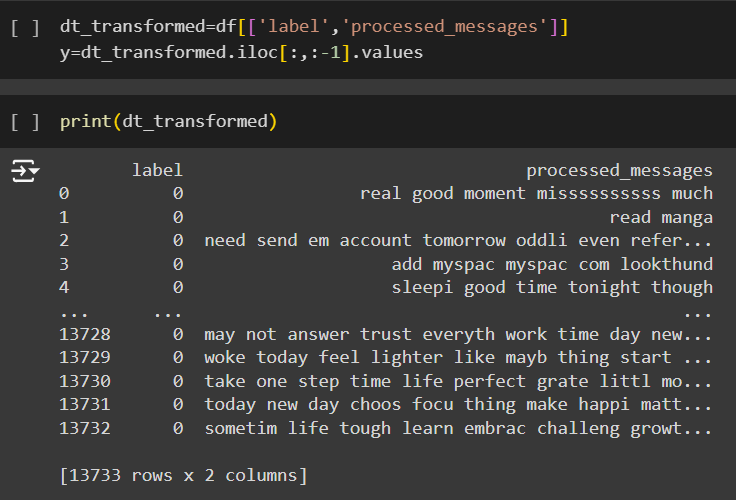 [ ] dt_transformed=df[['label','processed_messages']]
y=dt_transformed.iloc[:,:-1].values
[ ] print(dt_transformed)
label processed_messages
0 0 real good moment misssssssssss much
1 0 read manga
2 0 need send em account tomorrow oddli even refer...
3 0 add myspac myspac com lookthund
4 0 sleepi good time tonight though
... ... ...
13728 0 may not answer trust everyth work time day new...
13729 0 woke today feel lighter like mayb thing start ...
13730 0 take one step time life perfect grate littl mo...
13731 0 today new day choos focu thing make happi matt...
13732 0 sometim life tough learn embrac challeng growt...
[13733 rows x 2 columns]